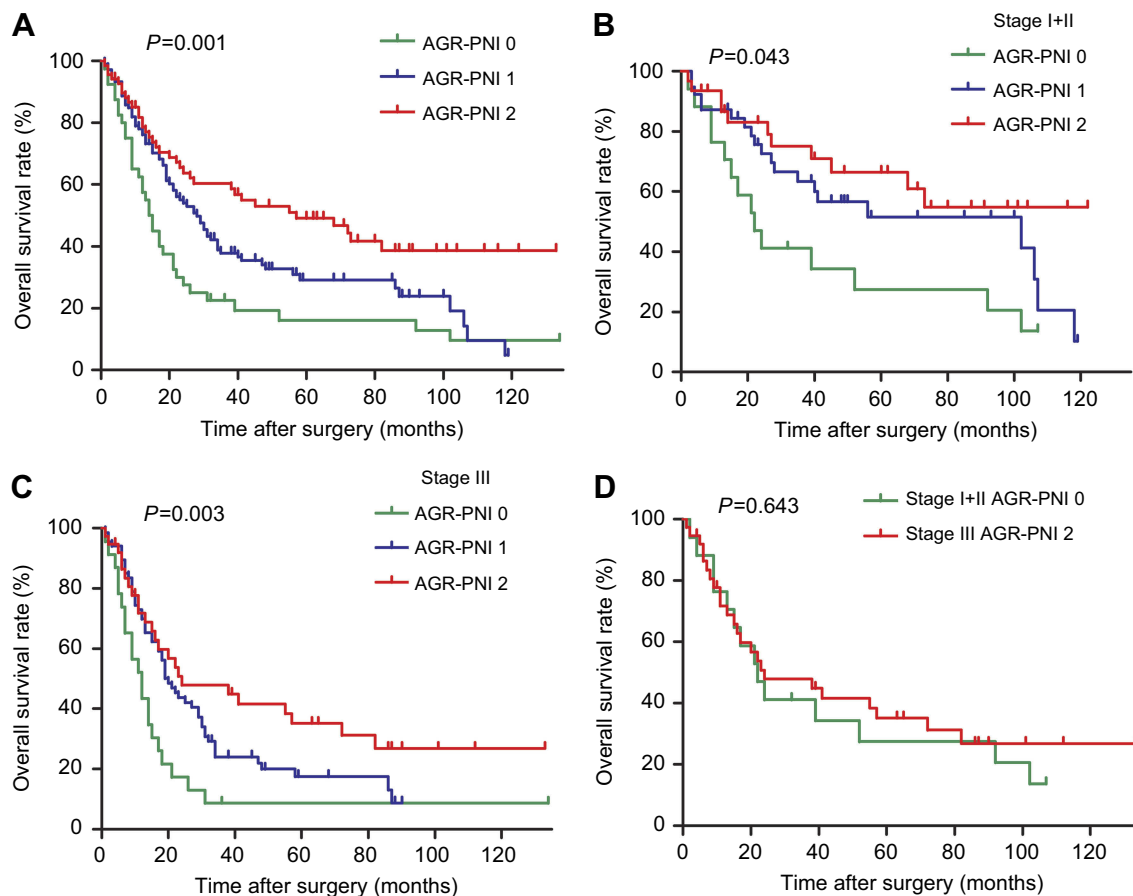 A
P=0.001
AGR-PNI 0
AGR-PNI 1
AGR-PNI 2
Overall survival rate (%)
100
80
60
40
20
0
0 20 40 60 80 100 120
Time after surgery (months)
B
Stage I+II
P=0.043
AGR-PNI 0
AGR-PNI 1
AGR-PNI 2
Overall survival rate (%)
100
80
60
40
20
0
0 20 40 60 80 100 120
Time after surgery (months)
C
Stage III
P=0.003
AGR-PNI 0
AGR-PNI 1
AGR-PNI 2
Overall survival rate (%)
100
80
60
40
20
0
0 20 40 60 80 100 120
Time after surgery (months)
D
P=0.643
Stage I+II AGR-PNI 0
Stage III AGR-PNI 2
Overall survival rate (%)
100
80
60
40
20
0
0 20 40 60 80 100 120
Time after surgery (months)